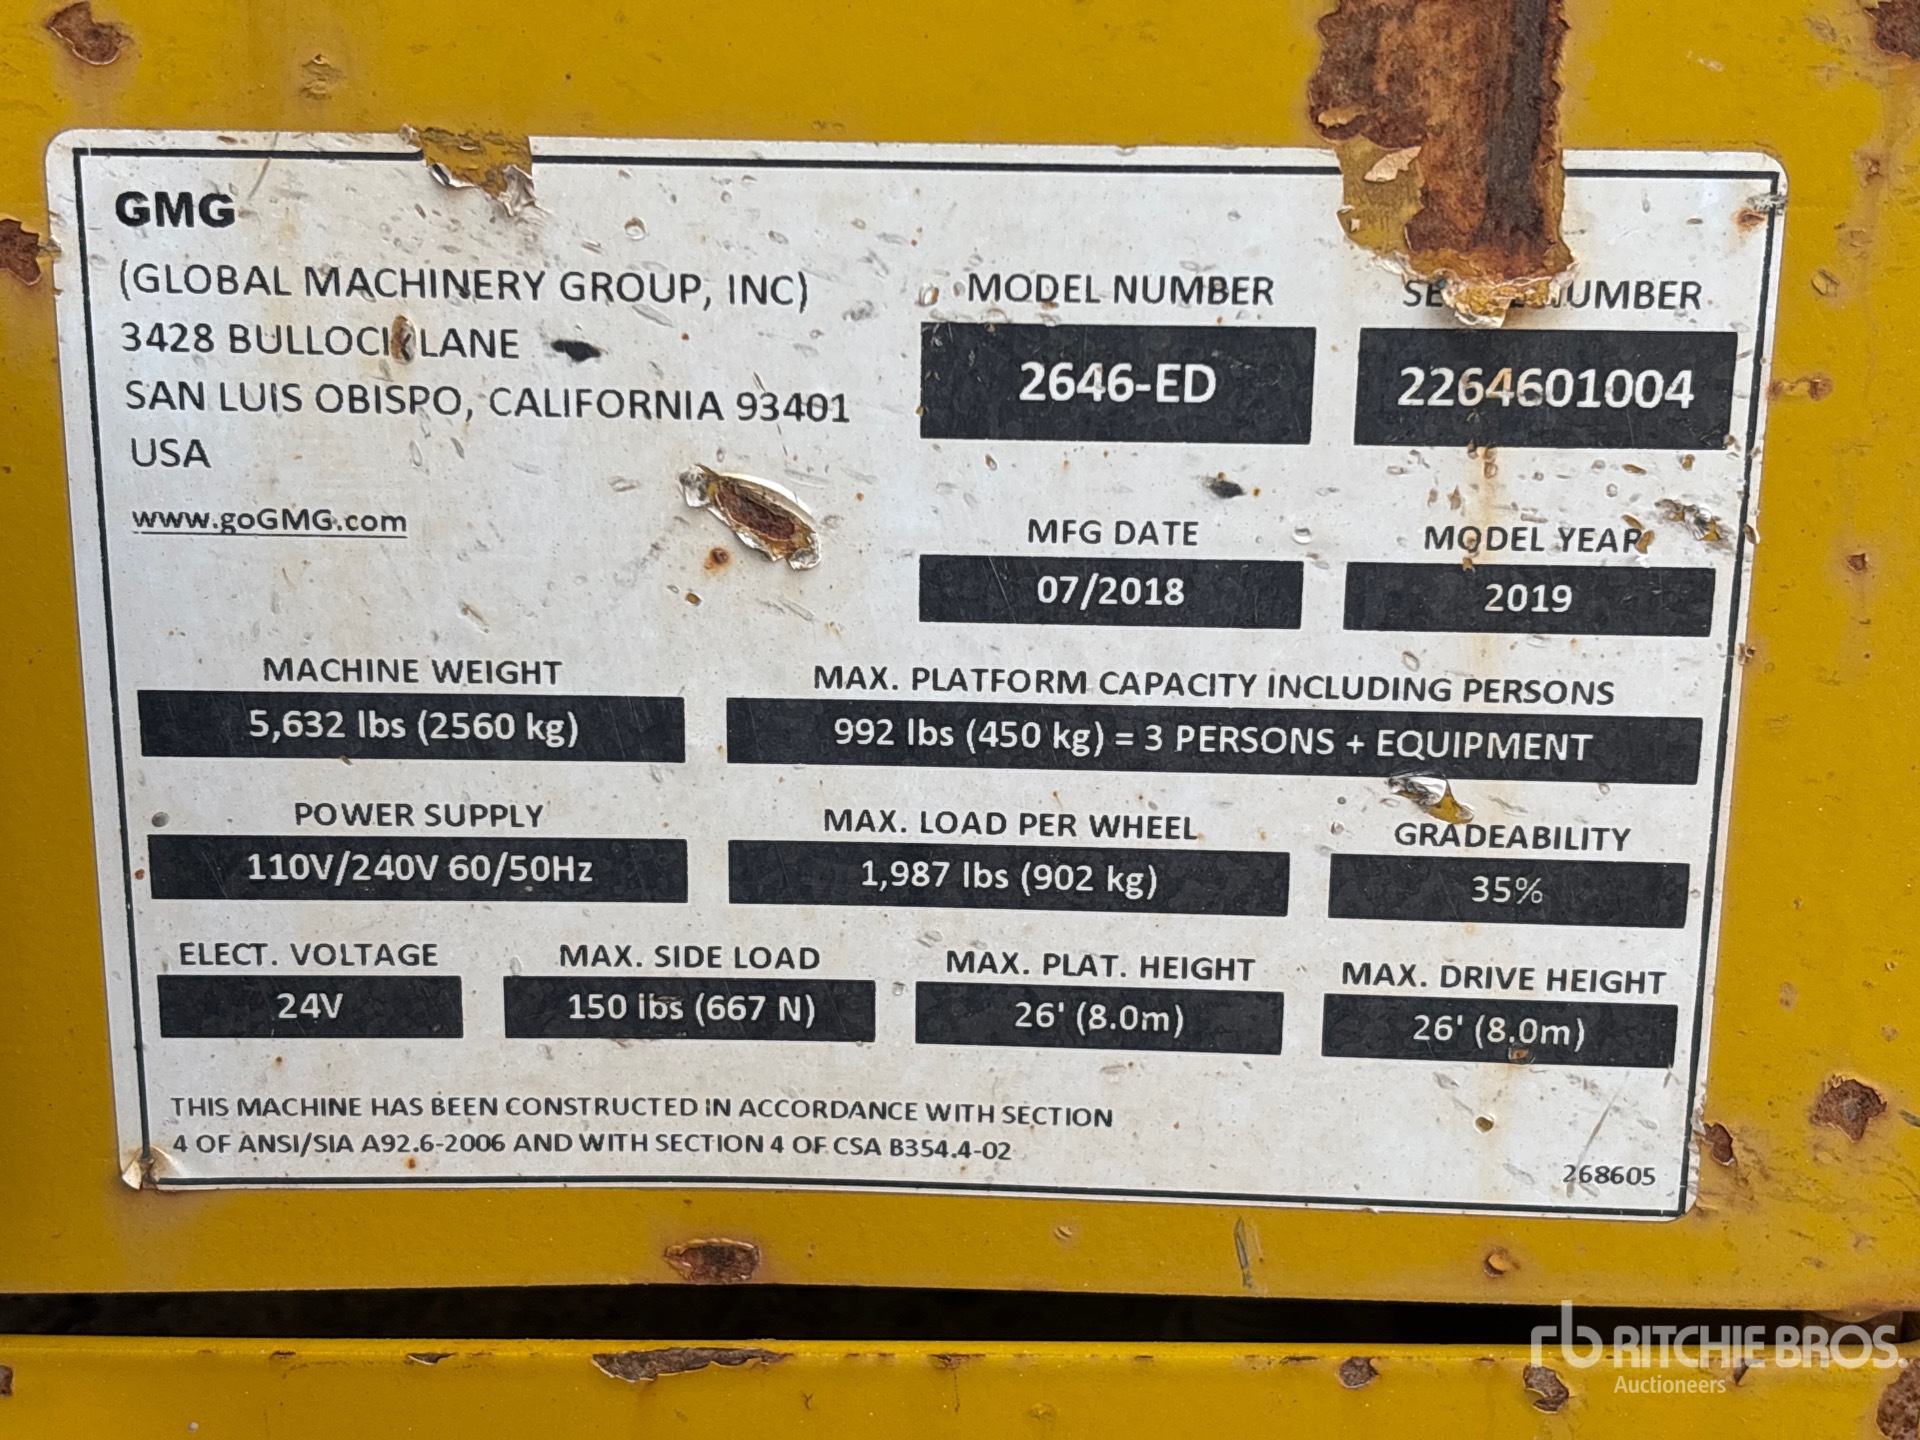 GMG
(GLOBAL MACHINERY GROUP, INC)
3428 BULLOCK LANE
SAN LUIS OBISPO, CALIFORNIA 93401
USA
www.goGMG.com
MODEL NUMBER
2646-ED
NUMBER
2264601004
MFG DATE
07/2018
MODEL YEAR
2019
MACHINE WEIGHT
5,632 lbs (2560 kg)
MAX. PLATFORM CAPACITY INCLUDING PERSONS
992 lbs (450 kg) = 3 PERSONS + EQUIPMENT
POWER SUPPLY
110V/240V 60/50Hz
MAX. LOAD PER WHEEL
1,987 lbs (902 kg)
GRADEABILITY
35%
ELECT. VOLTAGE
24V
MAX. SIDE LOAD
150 lbs (667 N)
MAX. PLAT. HEIGHT
26' (8.0m)
MAX. DRIVE HEIGHT
26' (8.0m)
THIS MACHINE HAS BEEN CONSTRUCTED IN ACCORDANCE WITH SECTION
4 OF ANSI/SIA A92.6-2006 AND WITH SECTION 4 OF CSA B354.4-02
268605
rb RITCHIE BROS.
Auctioneers